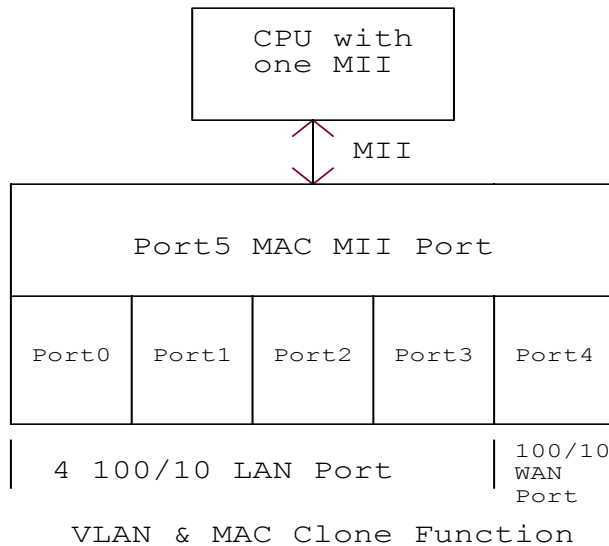 CPU with
one MII
MII
Port5 MAC MII Port
Port0 Port1 Port2 Port3 Port4
4 100/10 LAN Port
100/10
WAN
Port
VLAN & MAC Clone Function